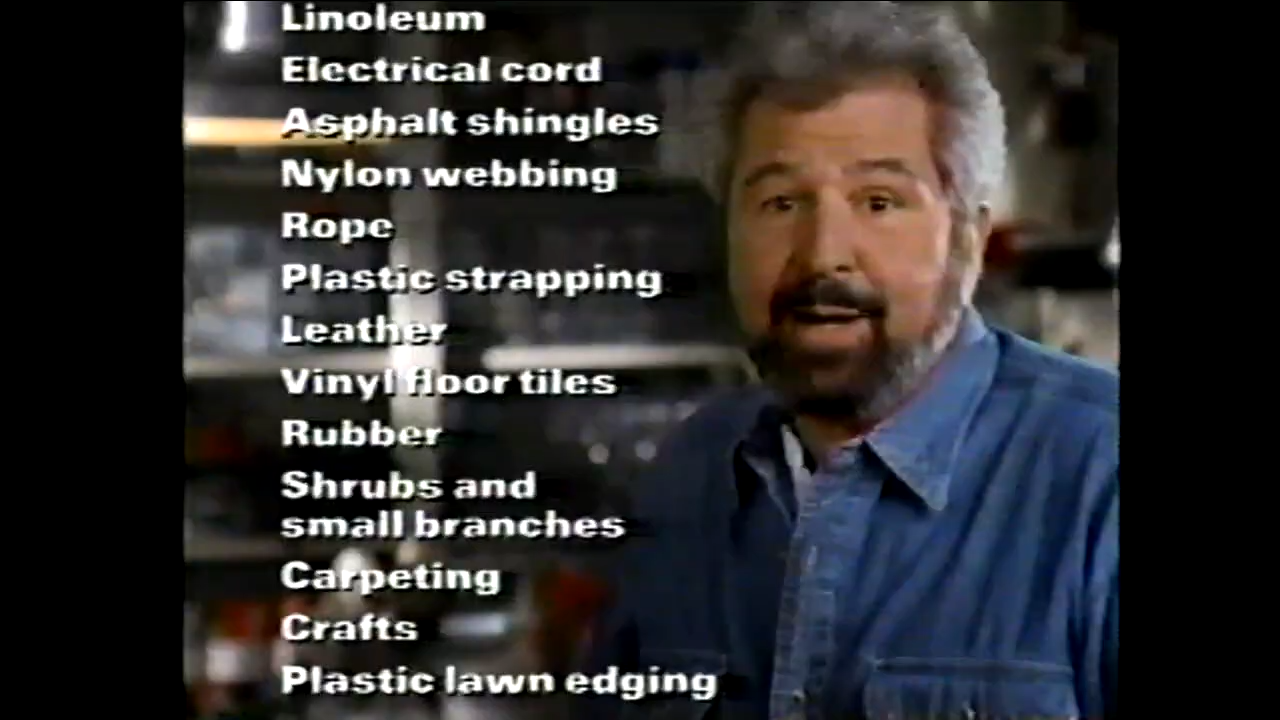 Linoleum
Electrical cord
Asphalt shingles
Nylon webbing
Rope
Plastic strapping
Leather
Vinyl floor tiles
Rubber
Shrubs and
small branches
Carpeting
Crafts
Plastic lawn edging